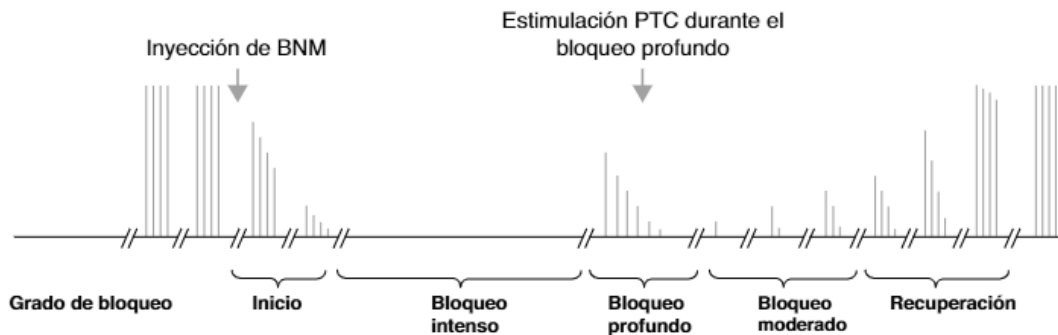 Estimulación PTC durante el
bloqueo profundo
Inyección de BNM
Grado de bloqueo
Inicio
Bloqueo
intenso
Bloqueo
profundo
Bloqueo
moderado
Recuperación